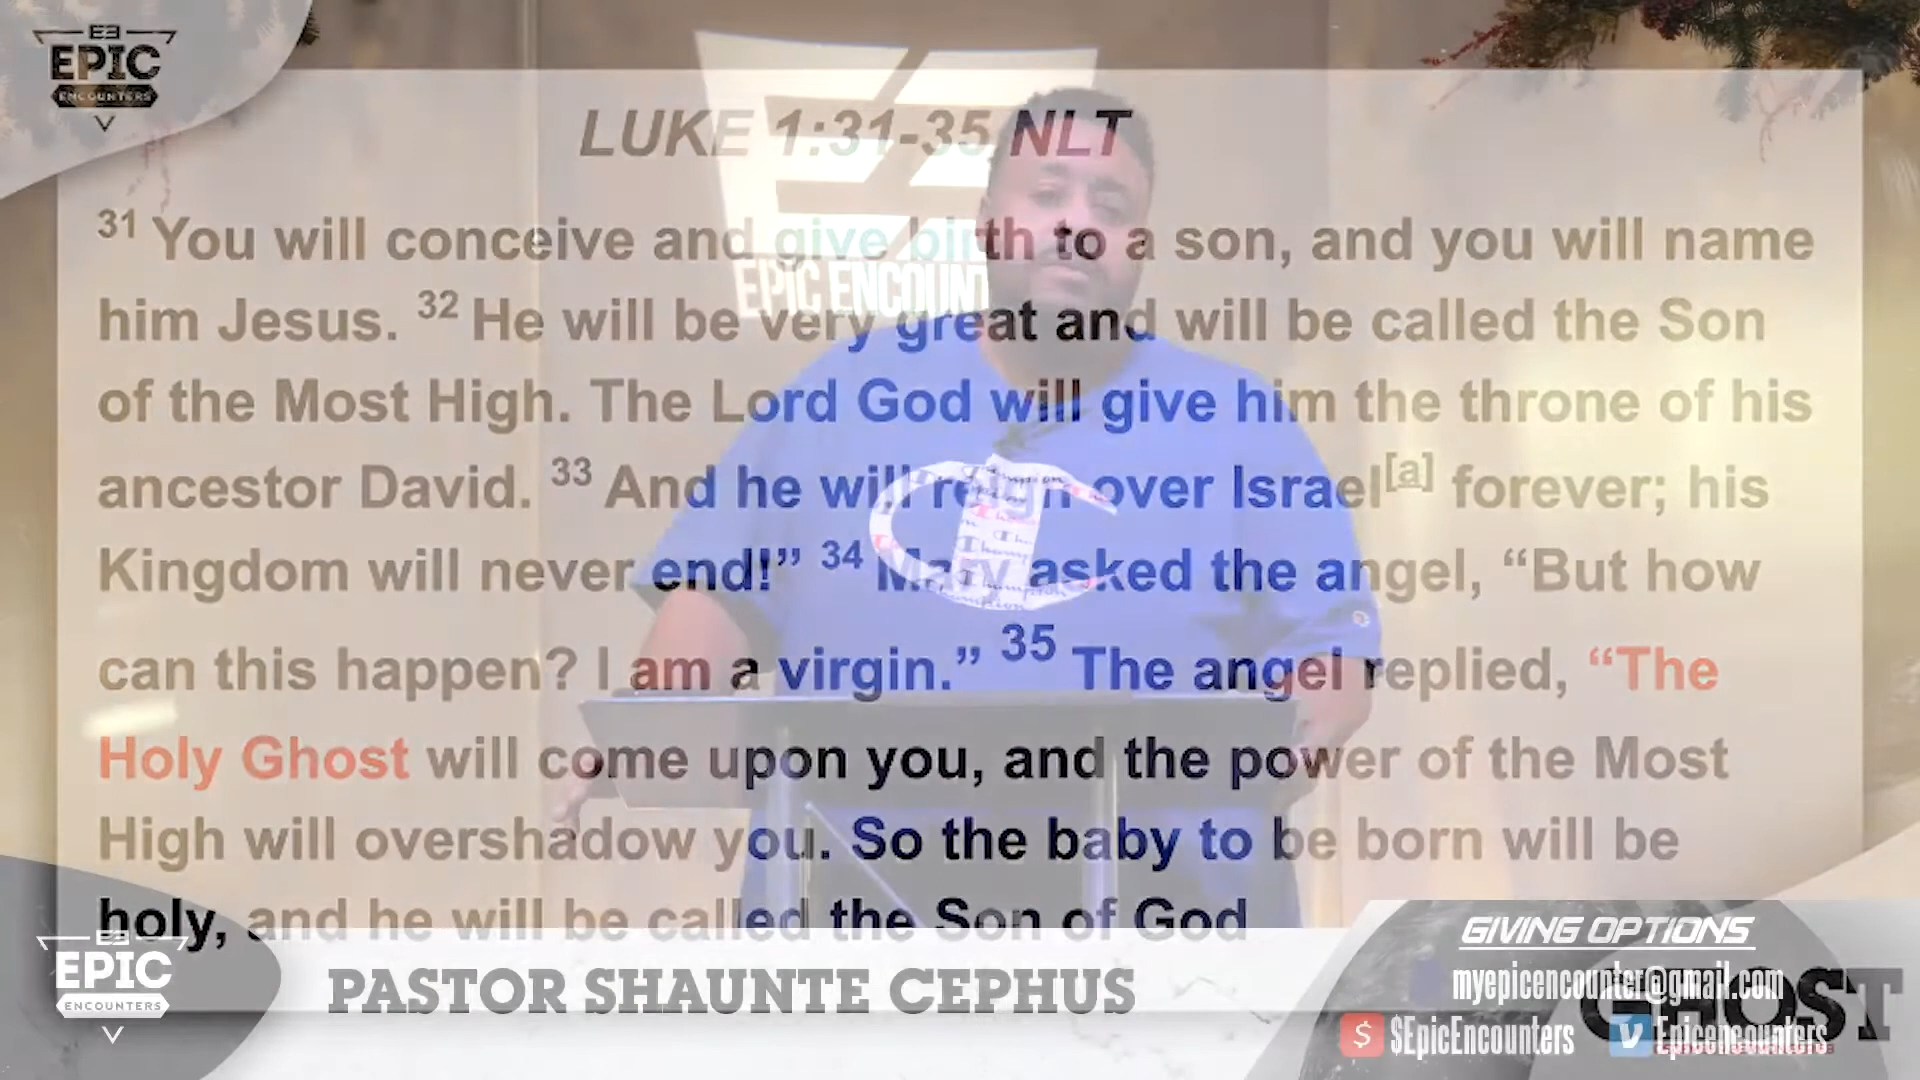 EPIC
ENCOUNTERS
LUKE 1:31-35 NLT
31 You will conceive and give birth to a son, and you will name
him Jesus. 32 He will be very great and will be called the Son
of the Most High. The Lord God will give him the throne of his
ancestor David. 33 And he will reign over Israel[a] forever; his
Kingdom will never end!” 34 Mary asked the angel, “But how
can this happen? I am a virgin.” 35 The angel replied, “The
Holy Ghost will come upon you, and the power of the Most
High will overshadow you. So the baby to be born will be
holy, and he will be called the Son of God
EPIC ENCOUNT
Champion
EPIC
ENCOUNTERS
PASTOR SHAUNTE CEPHUS
GIVING OPTIONS
myepicencounter@gmail.com
$EpicEncounters
Epicencounters
GHOST